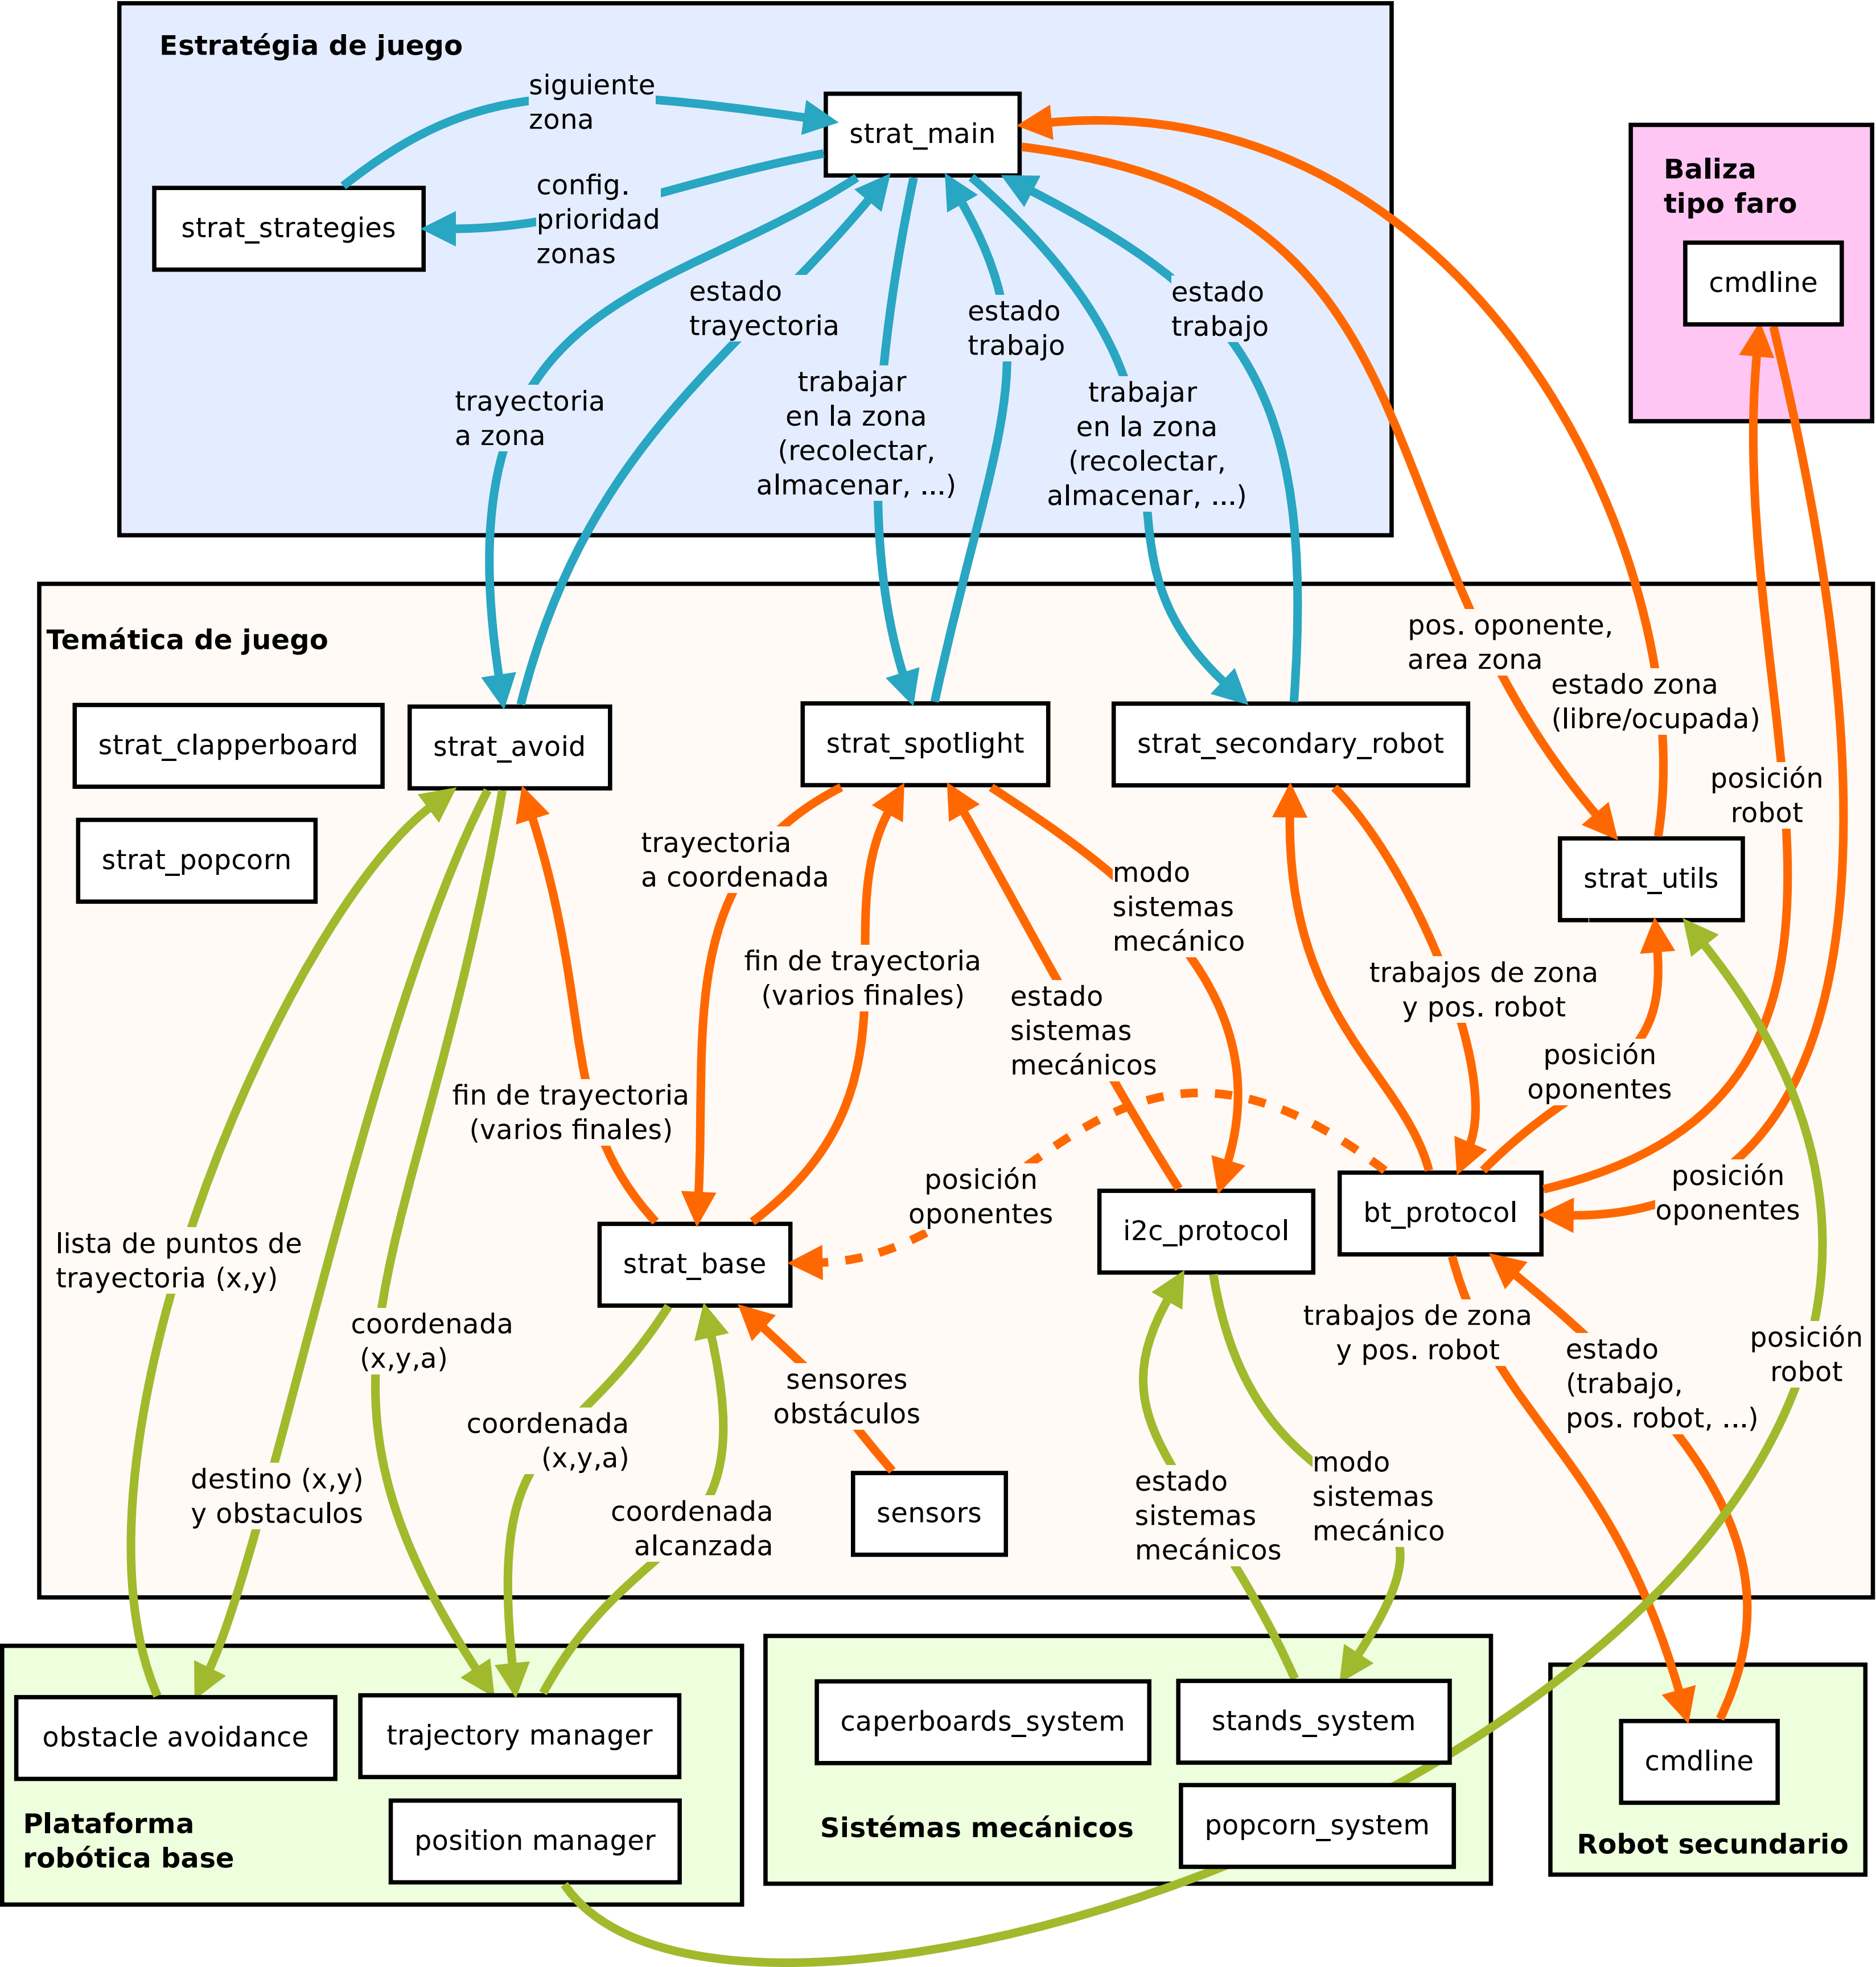 Estratégia de juego
siguiente
zona
strat_main
config.
prioridad
zonas
strat_strategies
Baliza
tipo faro
cmdline
estado
trayectoria
estado
trabajo
estado
trabajo
trayectoria
a zona
trabajar
en la zona
(recolectar,
almacenar, ...)
trabajar
en la zona
(recolectar,
almacenar, ...)
Temática de juego
pos. oponente,
area zona
estado zona
(libre/ocupada)
strat_clapperboard
strat_avoid
strat_spotlight
strat_secondary_robot
posición
robot
strat_popcorn
strat_utils
trayectoria
a coordenada
modo
sistemas
mecánico
fin de trayectoria
(varios finales)
estado
sistemas
mecánicos
trabajos de zona
y pos. robot
posición
oponentes
fin de trayectoria
(varios finales)
posición
oponentes
posición
oponentes
strat_base
i2c_protocol
bt_protocol
lista de puntos de
trayectoria (x,y)
coordenada
(x,y,a)
trabajos de zona
y pos. robot
estado
(trabajo,
pos. robot, ...)
posición
robot
sensores
obstáculos
coordenada
(x,y,a)
destino (x,y)
y obstaculos
coordenada
alcanzada
sensors
estado
sistemas
mecánicos
modo
sistemas
mecánico
obstacle avoidance
trajectory manager
Plataforma
robótica base
position manager
caperboards_system
stands_system
Sistémas mecánicos
popcorn_system
cmdline
Robot secundario